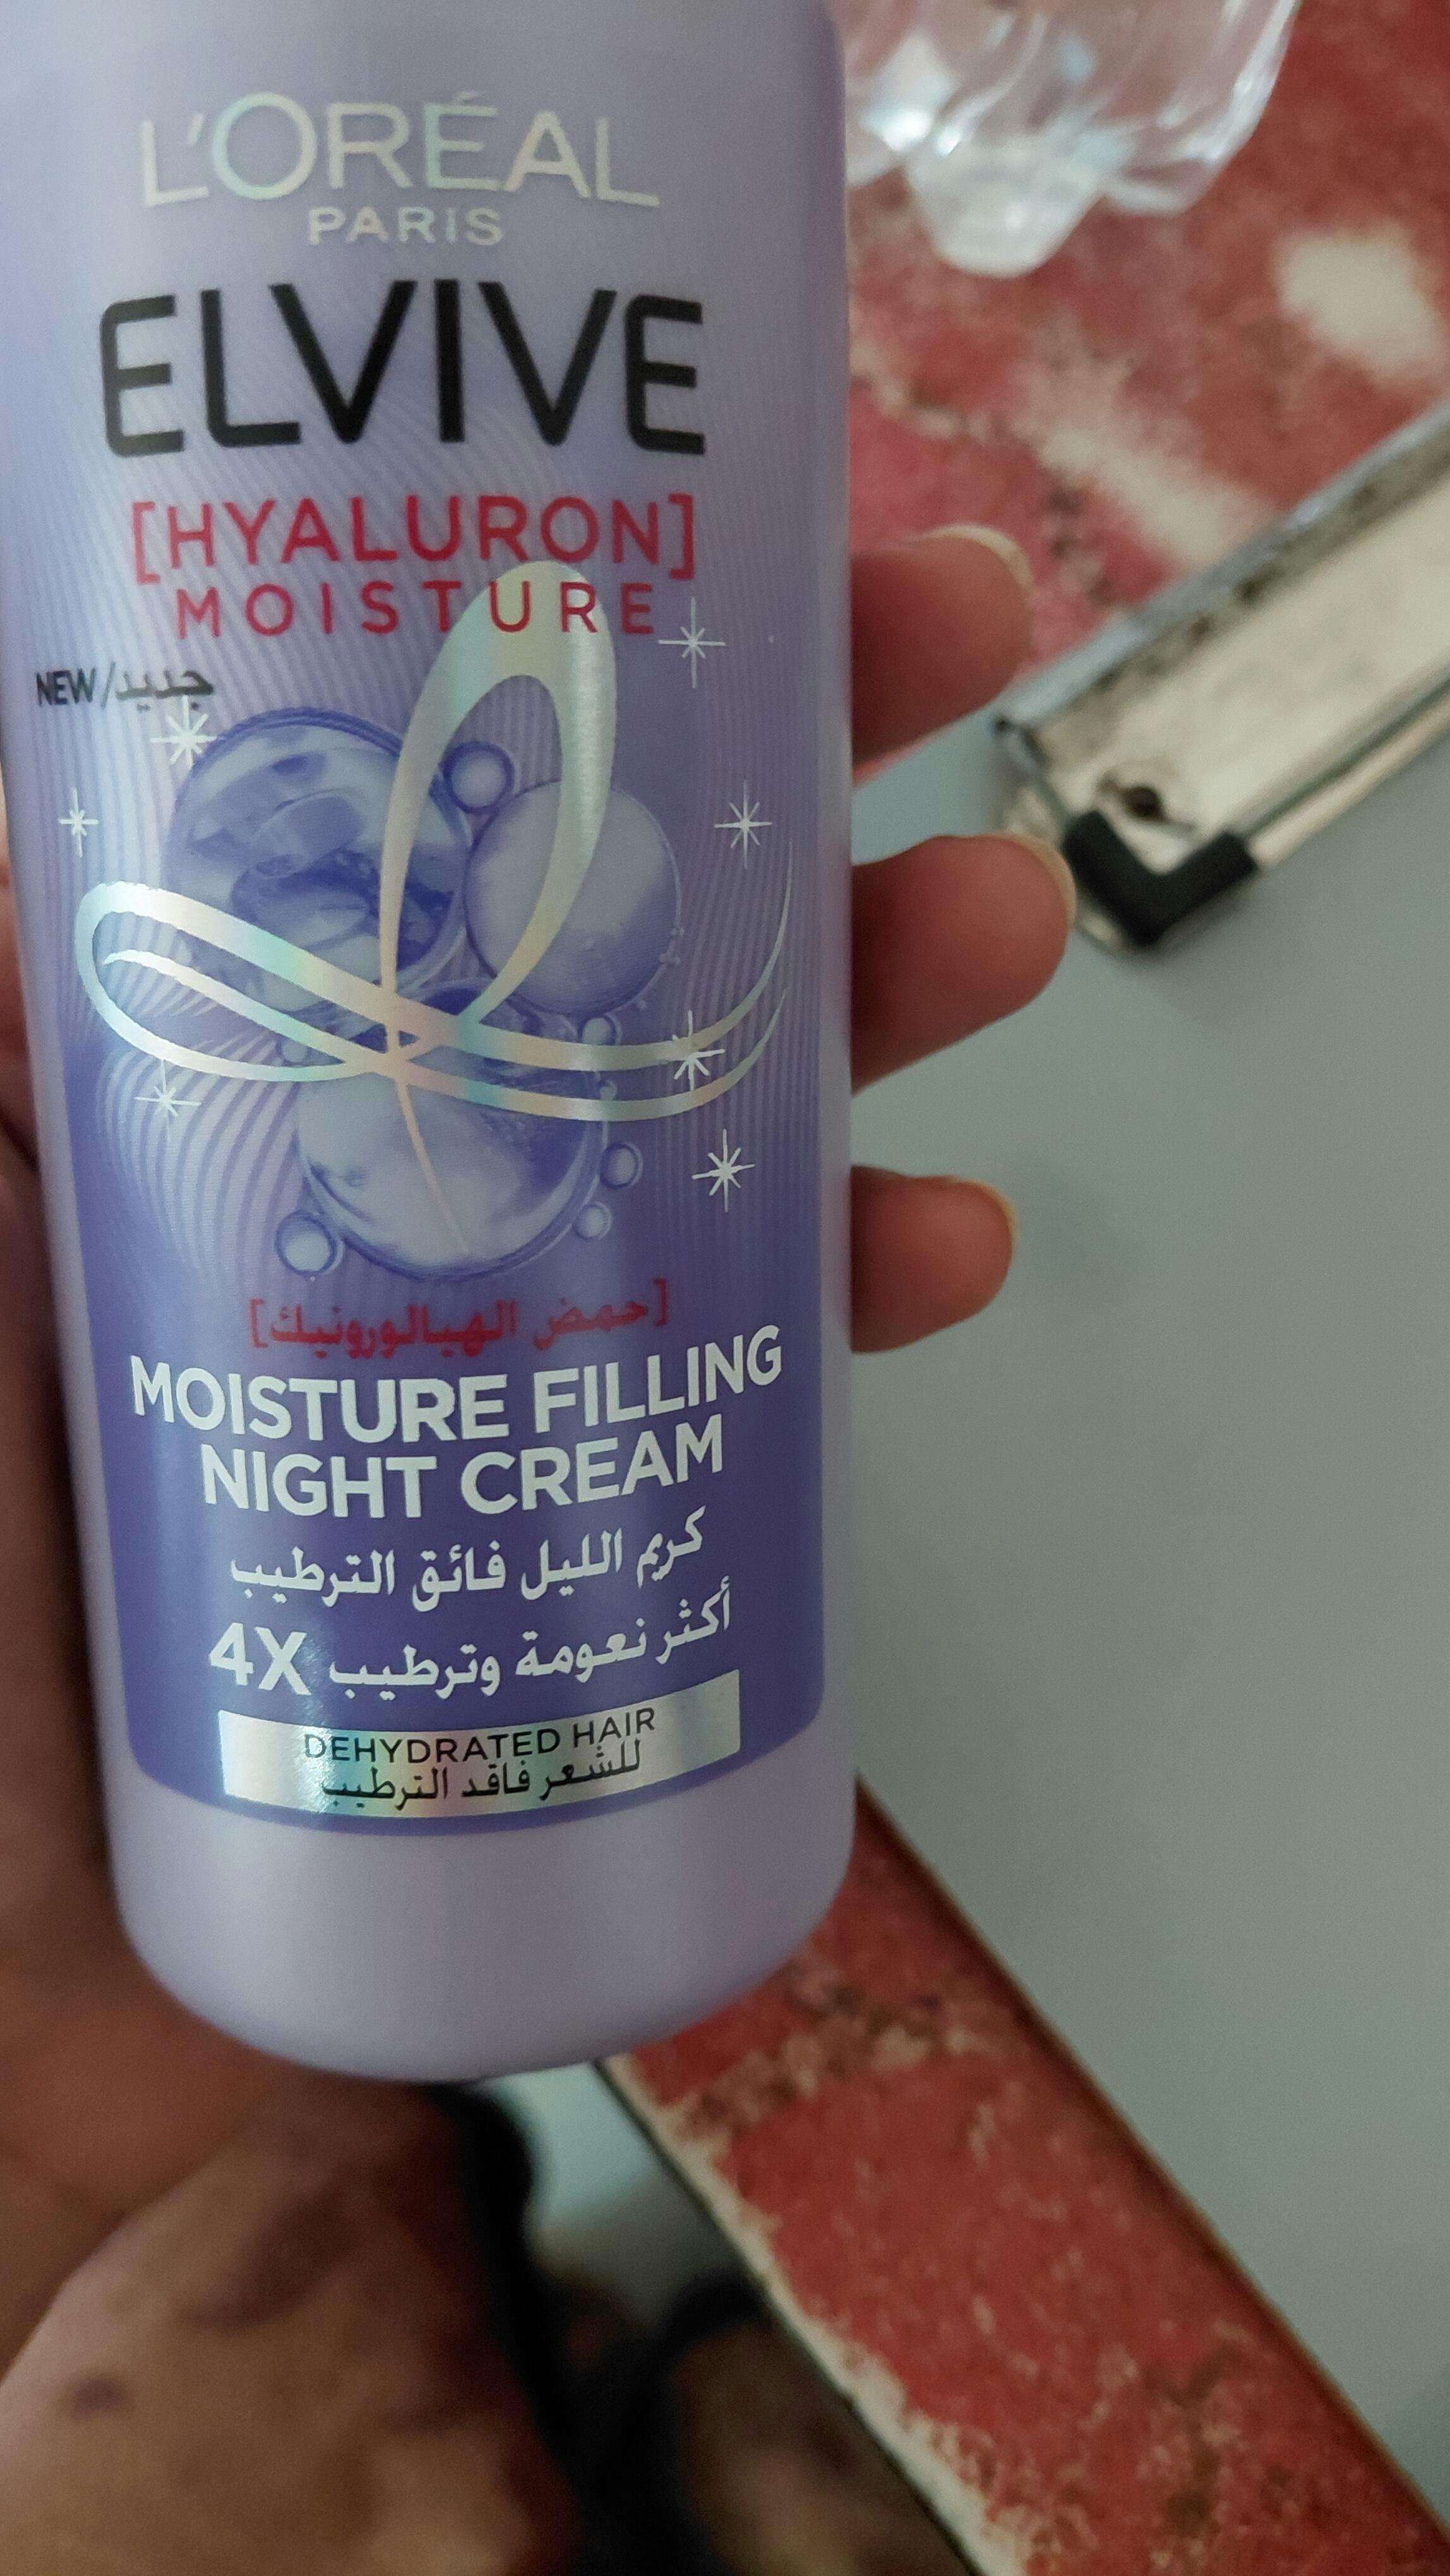 L'ORÉAL
PARIS
ELVIVE
[HYALURON]
MOISTURE
NEW/جديد
[حمض الهيالورونيك]
MOISTURE FILLING
NIGHT CREAM
كريم الليل فائق الترطيب
أكثر نعومة وترطيب 4X
DEHYDRATED HAIR
للشعر فاقد الترطيب